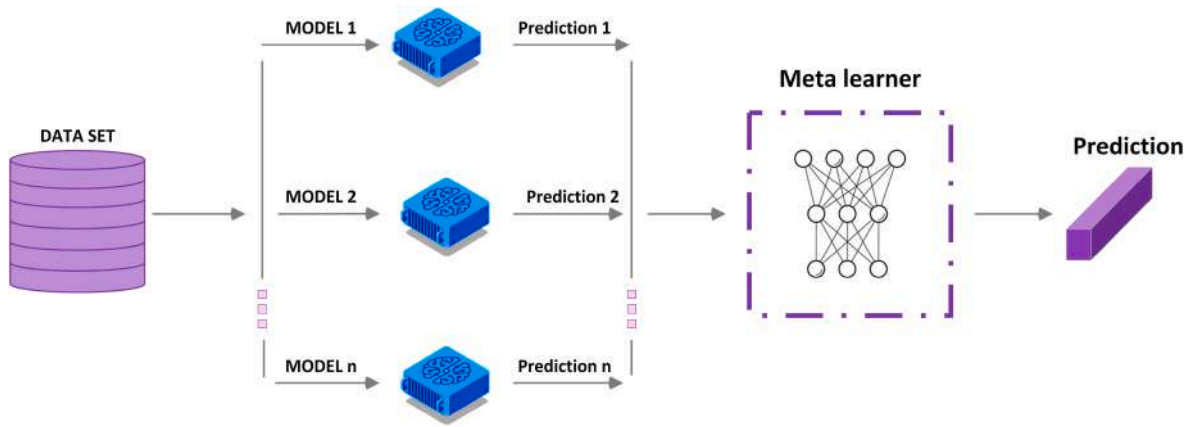 DATA SET
MODEL 1
Prediction 1
MODEL 2
Prediction 2
MODEL n
Prediction n
Meta learner
Prediction